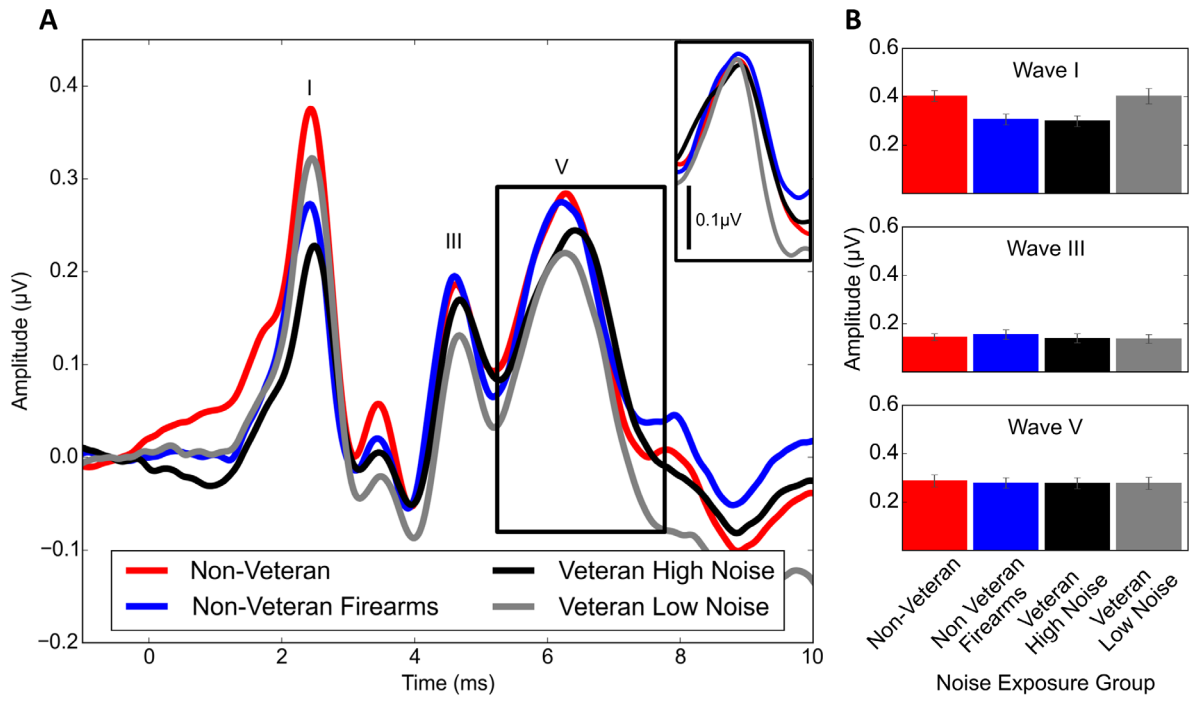 A
Amplitude (µV)
0.4
0.3
0.2
0.1
0.0
−0.1
−0.2
I
III
V
0.1µV
Non-Veteran
Non-Veteran Firearms
Veteran High Noise
Veteran Low Noise
0
2
4
6
8
10
Time (ms)
B
Amplitude (µV)
0.6
0.4
0.2
Wave I
0.6
0.4
0.2
Wave III
0.6
0.4
0.2
Wave V
Non-Veteran
Non Veteran
Firearms
Veteran
High Noise
Veteran
Low Noise
Noise Exposure Group